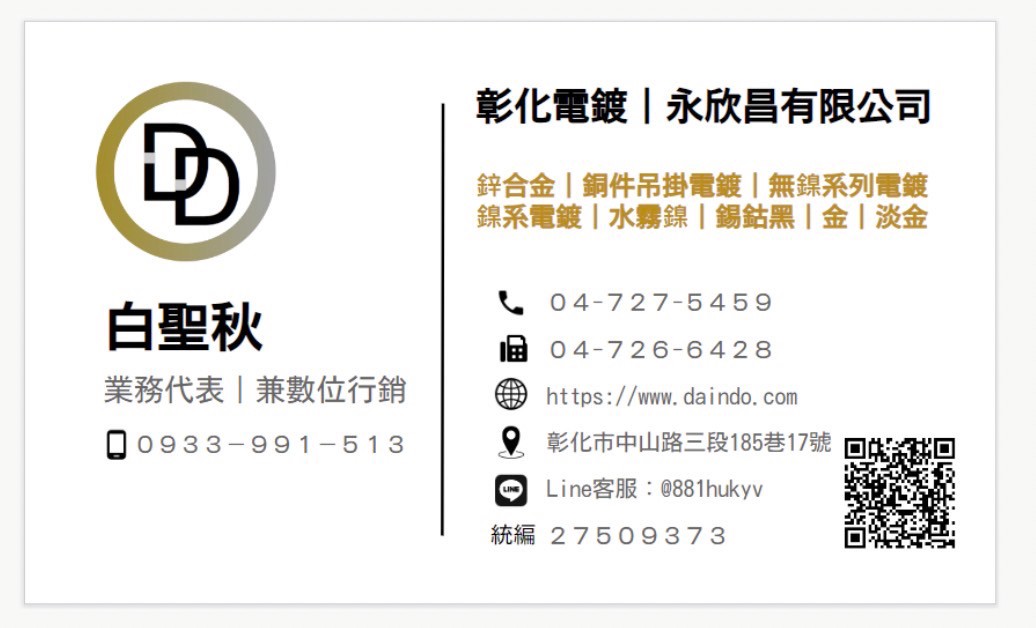 DD
白聖秋
業務代表｜兼數位行銷
0933-991-513
彰化電鍍｜永欣昌有限公司
鋅合金｜銅件吊掛電鍍｜無鎳系列電鍍
鎳系電鍍｜水霧鎳｜錫鈷黑｜金｜淡金
04-727-5459
04-726-6428
https://www.daindo.com
彰化市中山路三段185巷17號
LINE
Line客服：@881hukyv
統編 27509373